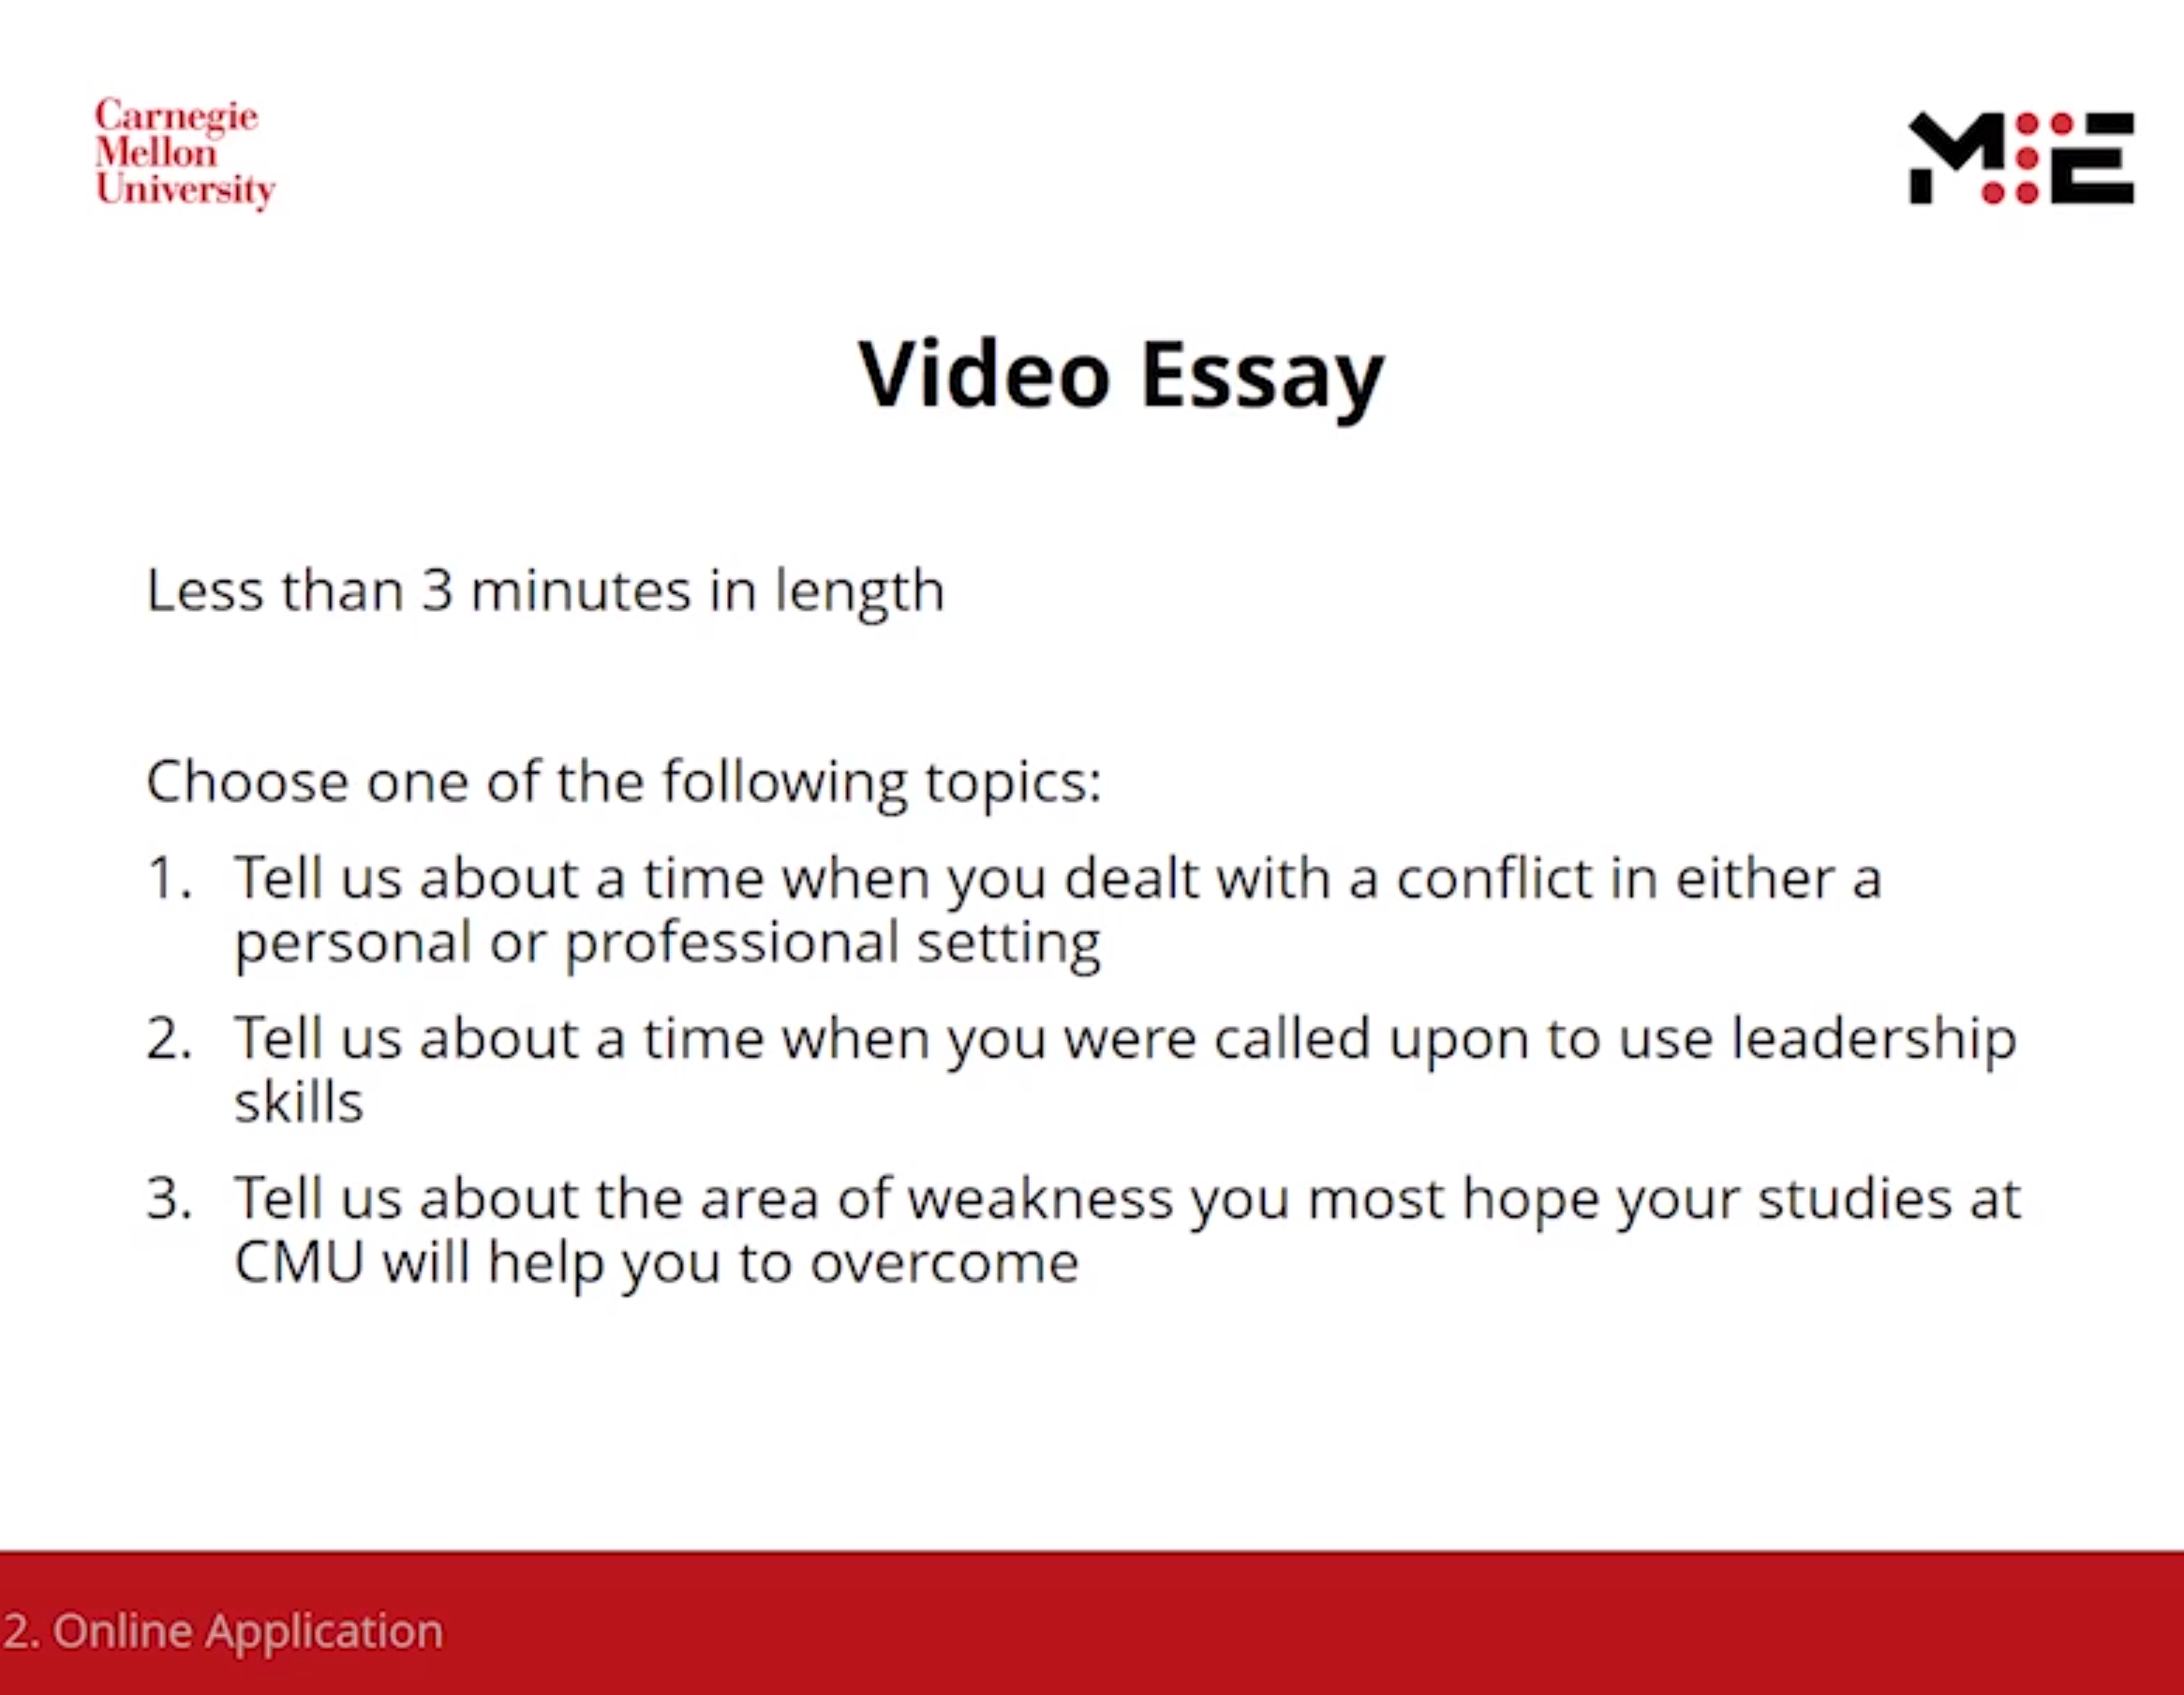 Carnegie
Mellon
University
Video Essay
Less than 3 minutes in length
Choose one of the following topics:
1. Tell us about a time when you dealt with a conflict in either a
personal or professional setting
2. Tell us about a time when you were called upon to use leadership
skills
3. Tell us about the area of weakness you most hope your studies at
CMU will help you to overcome
2. Online Application